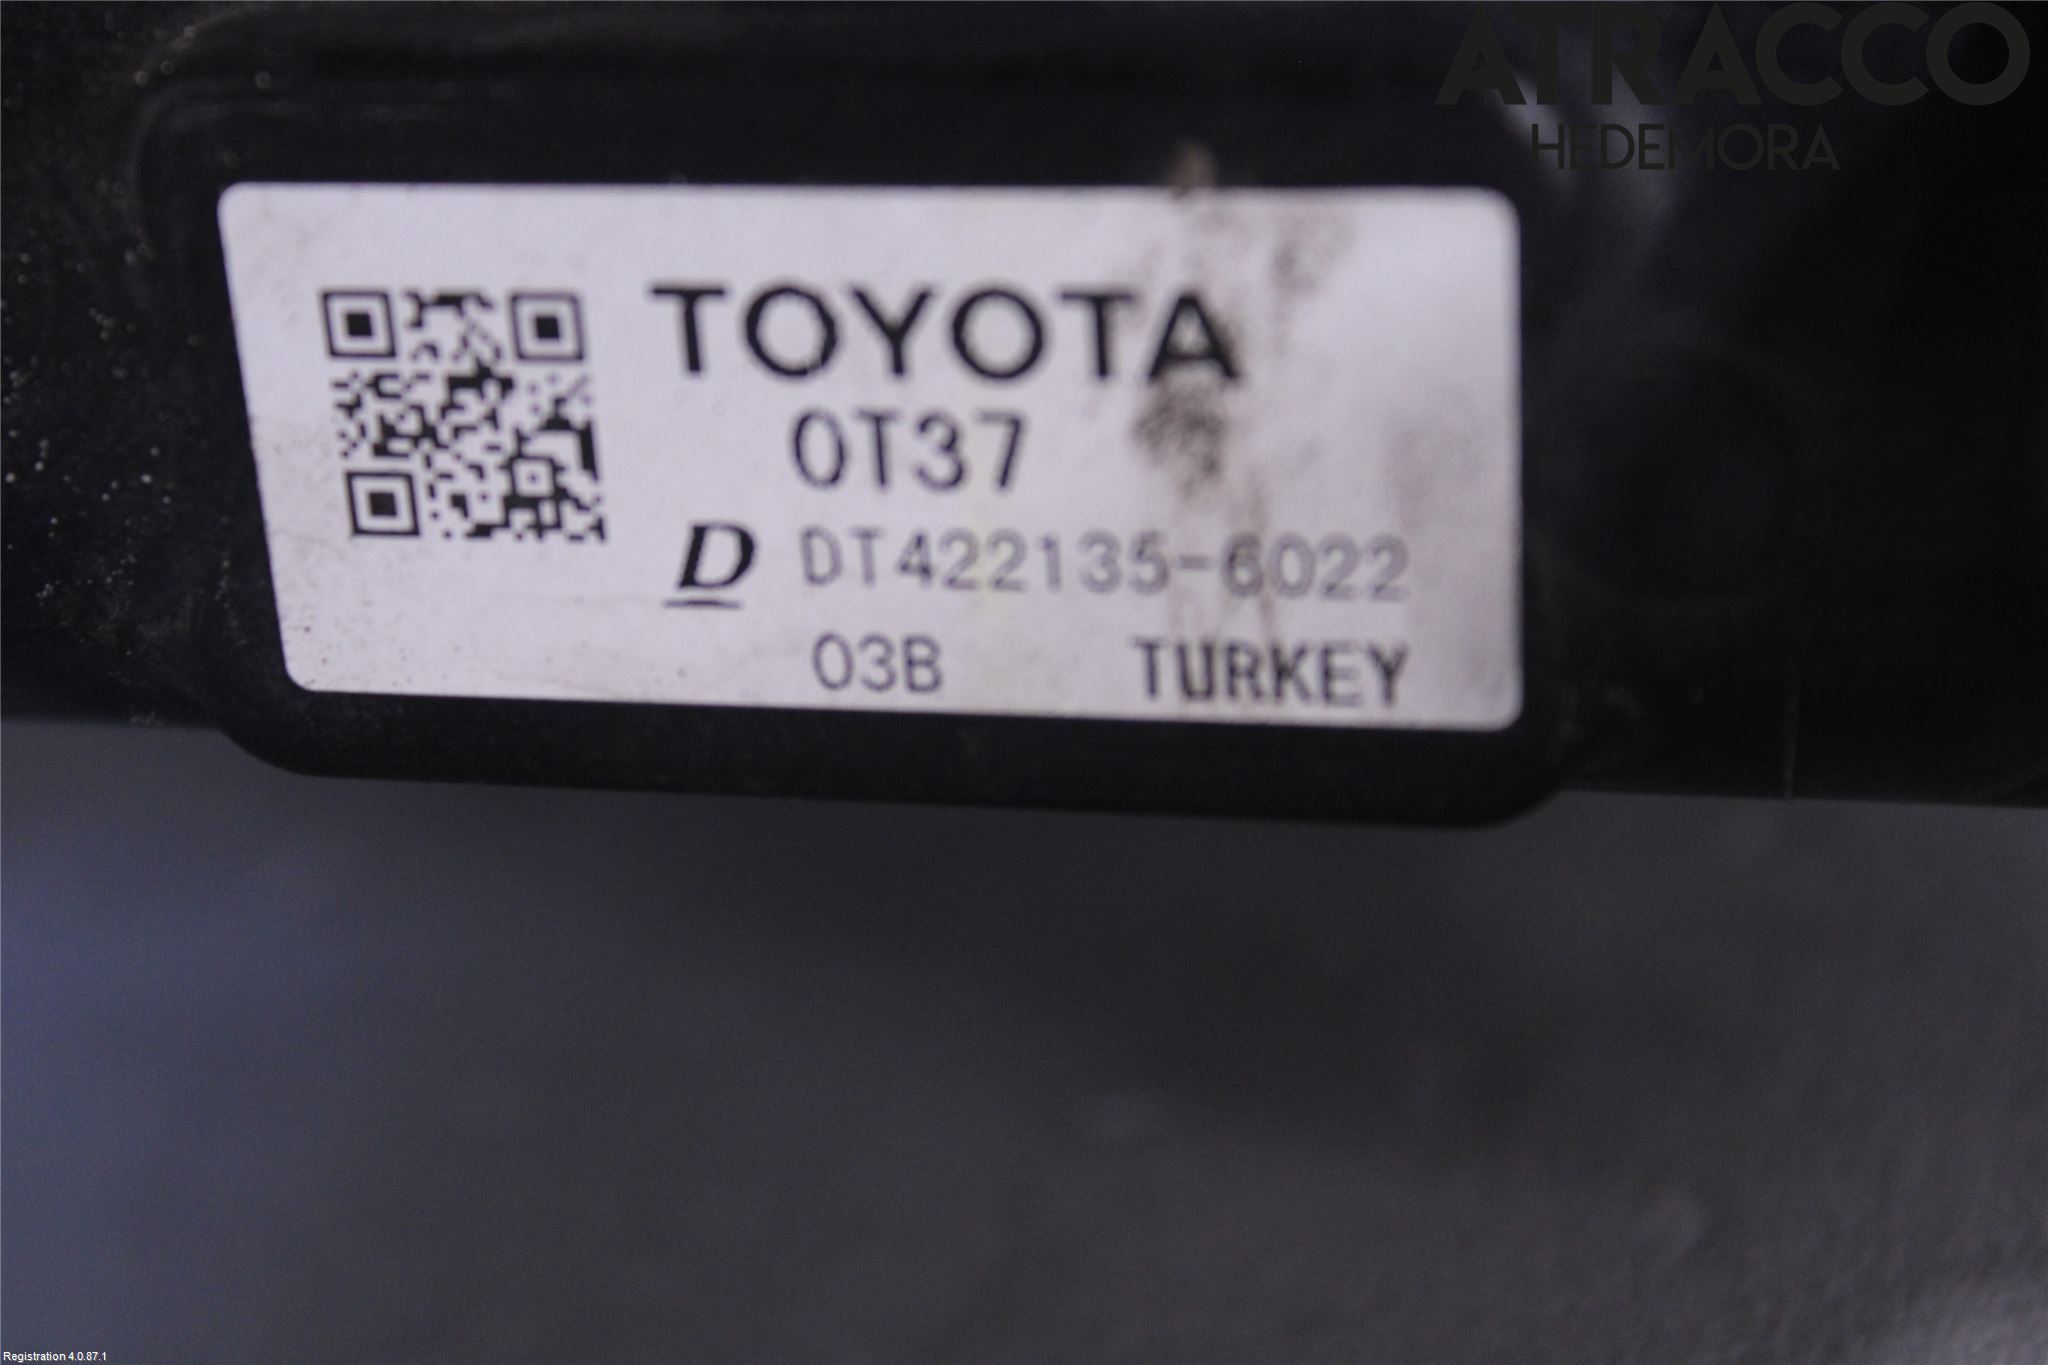 ATRACCO
HEDEMORA
TOYOTA
0T37
D DT422135-6022
03B TURKEY
Registration 4.0.87.1